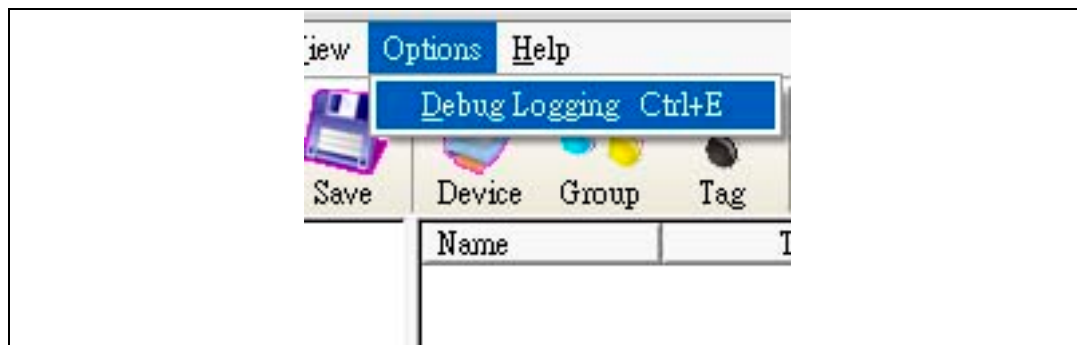 iew Options Help
Debug Logging Ctrl+E
Save Device Group Tag
Name